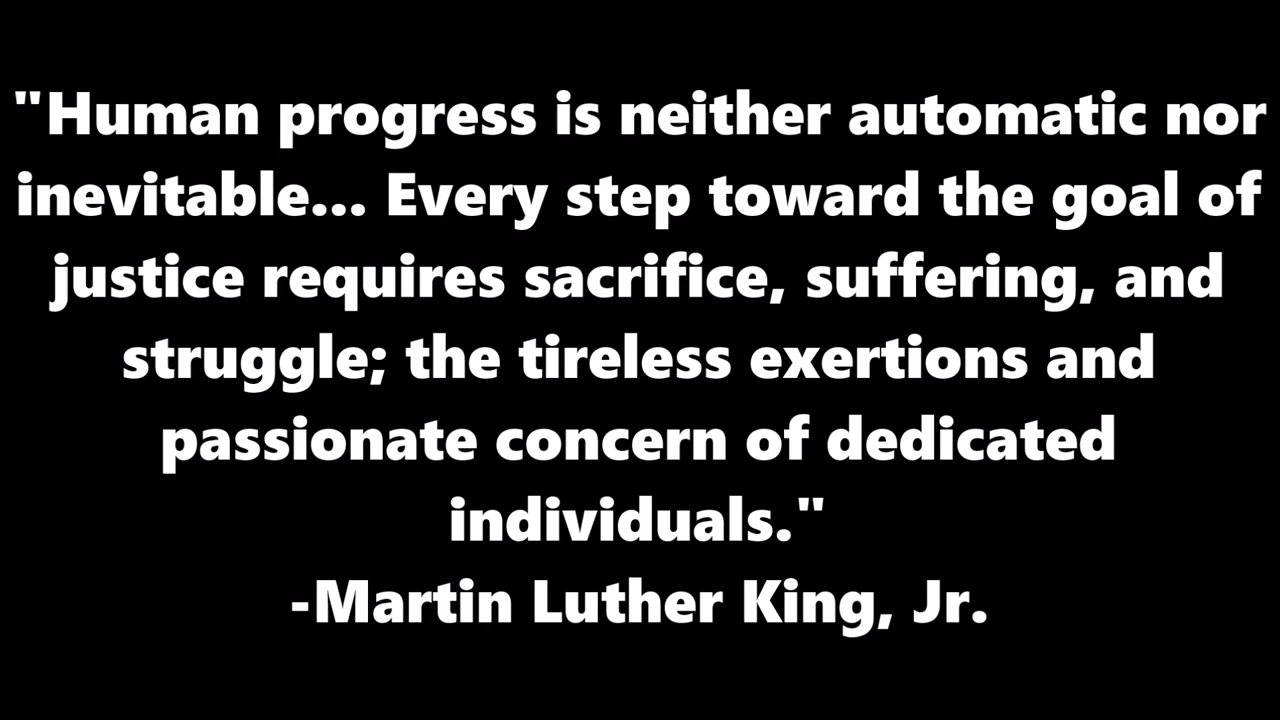 "Human progress is neither automatic nor
inevitable... Every step toward the goal of
justice requires sacrifice, suffering, and
struggle; the tireless exertions and
passionate concern of dedicated
individuals."
-Martin Luther King, Jr.